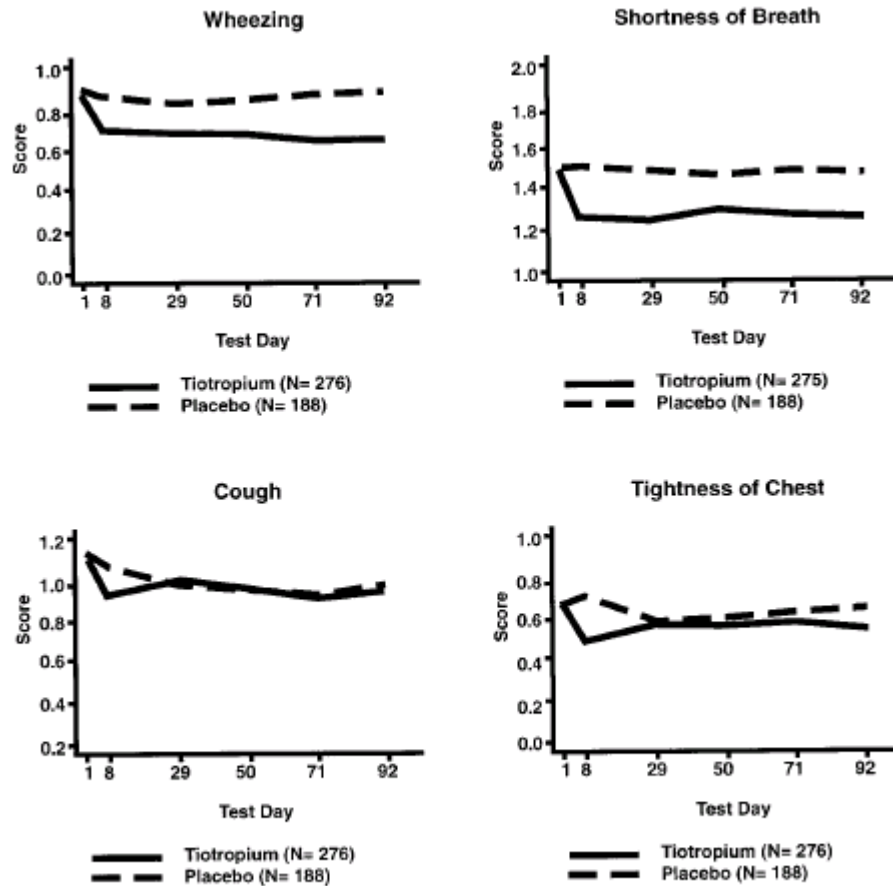 Wheezing
1.0
0.8
0.6
0.4
0.2
0.0
Score
1 8 29 50 71 92
Test Day
Tiotropium (N= 276)
Placebo (N= 188)
Shortness of Breath
2.0
1.8
1.6
1.4
1.2
1.0
Score
1 8 29 50 71 92
Test Day
Tiotropium (N= 275)
Placebo (N= 188)
Cough
1.2
1.0
0.8
0.6
0.4
0.2
Score
1 8 29 50 71 92
Test Day
Tiotropium (N= 276)
Placebo (N= 188)
Tightness of Chest
1.0
0.8
0.6
0.4
0.2
0.0
Score
1 8 29 50 71 92
Test Day
Tiotropium (N= 276)
Placebo (N= 188)